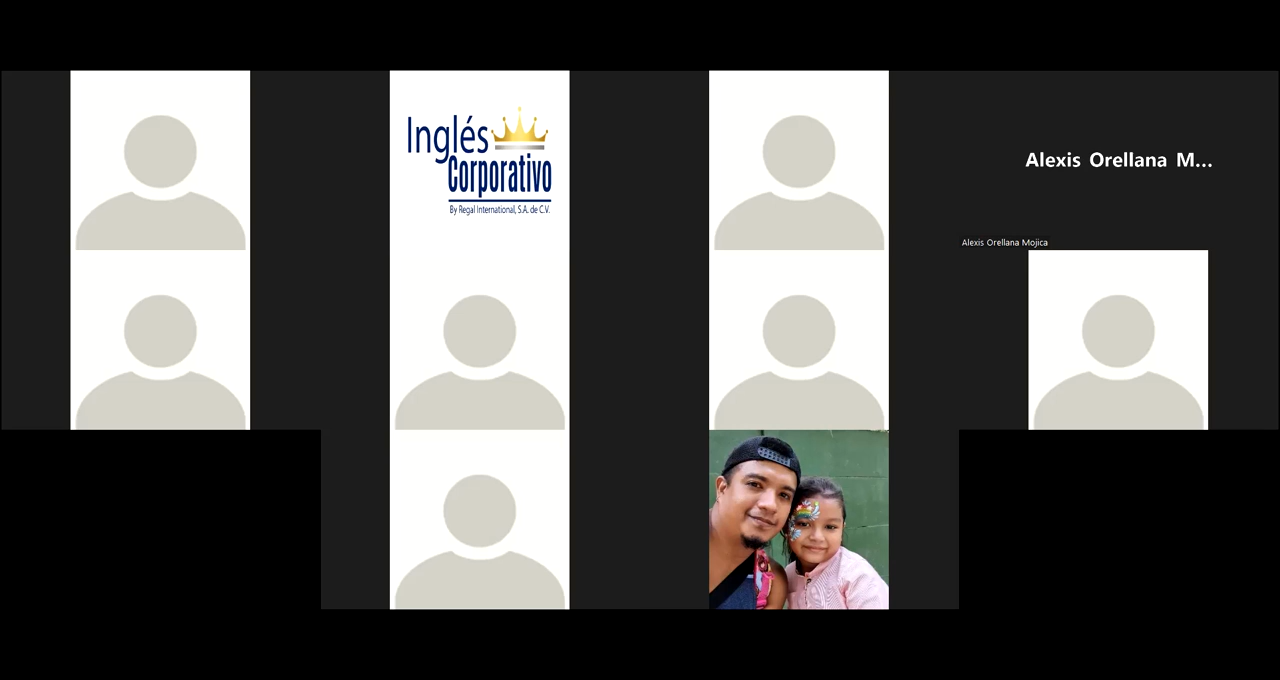 Inglés
Corporativo
By Regal International, S.A. de C.V.
Alexis Orellana M...
Alexis Orellana Mojica